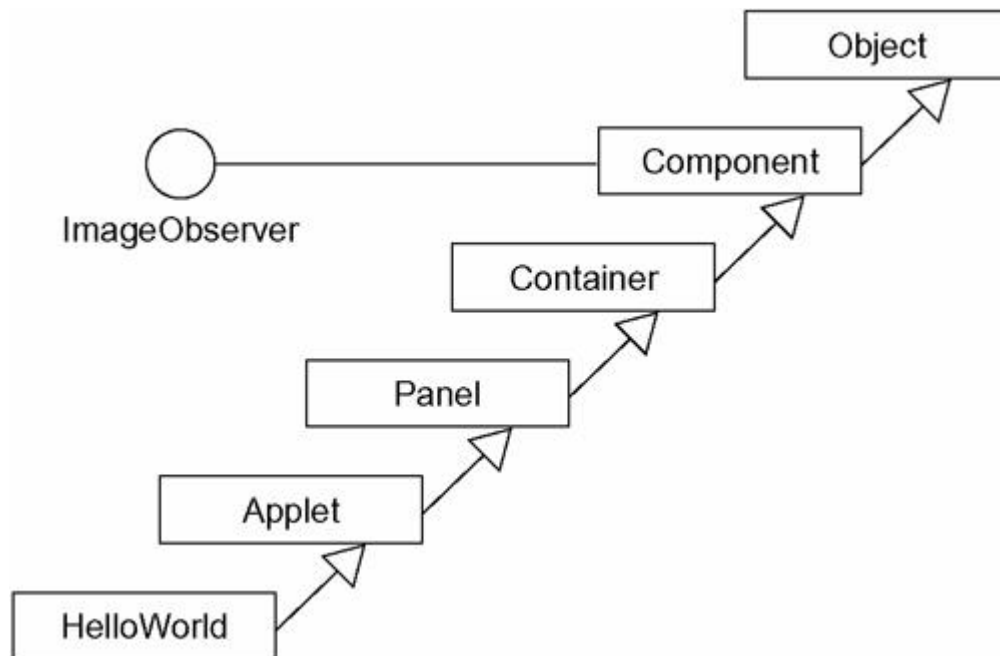 Object
Component
ImageObserver
Container
Panel
Applet
HelloWorld